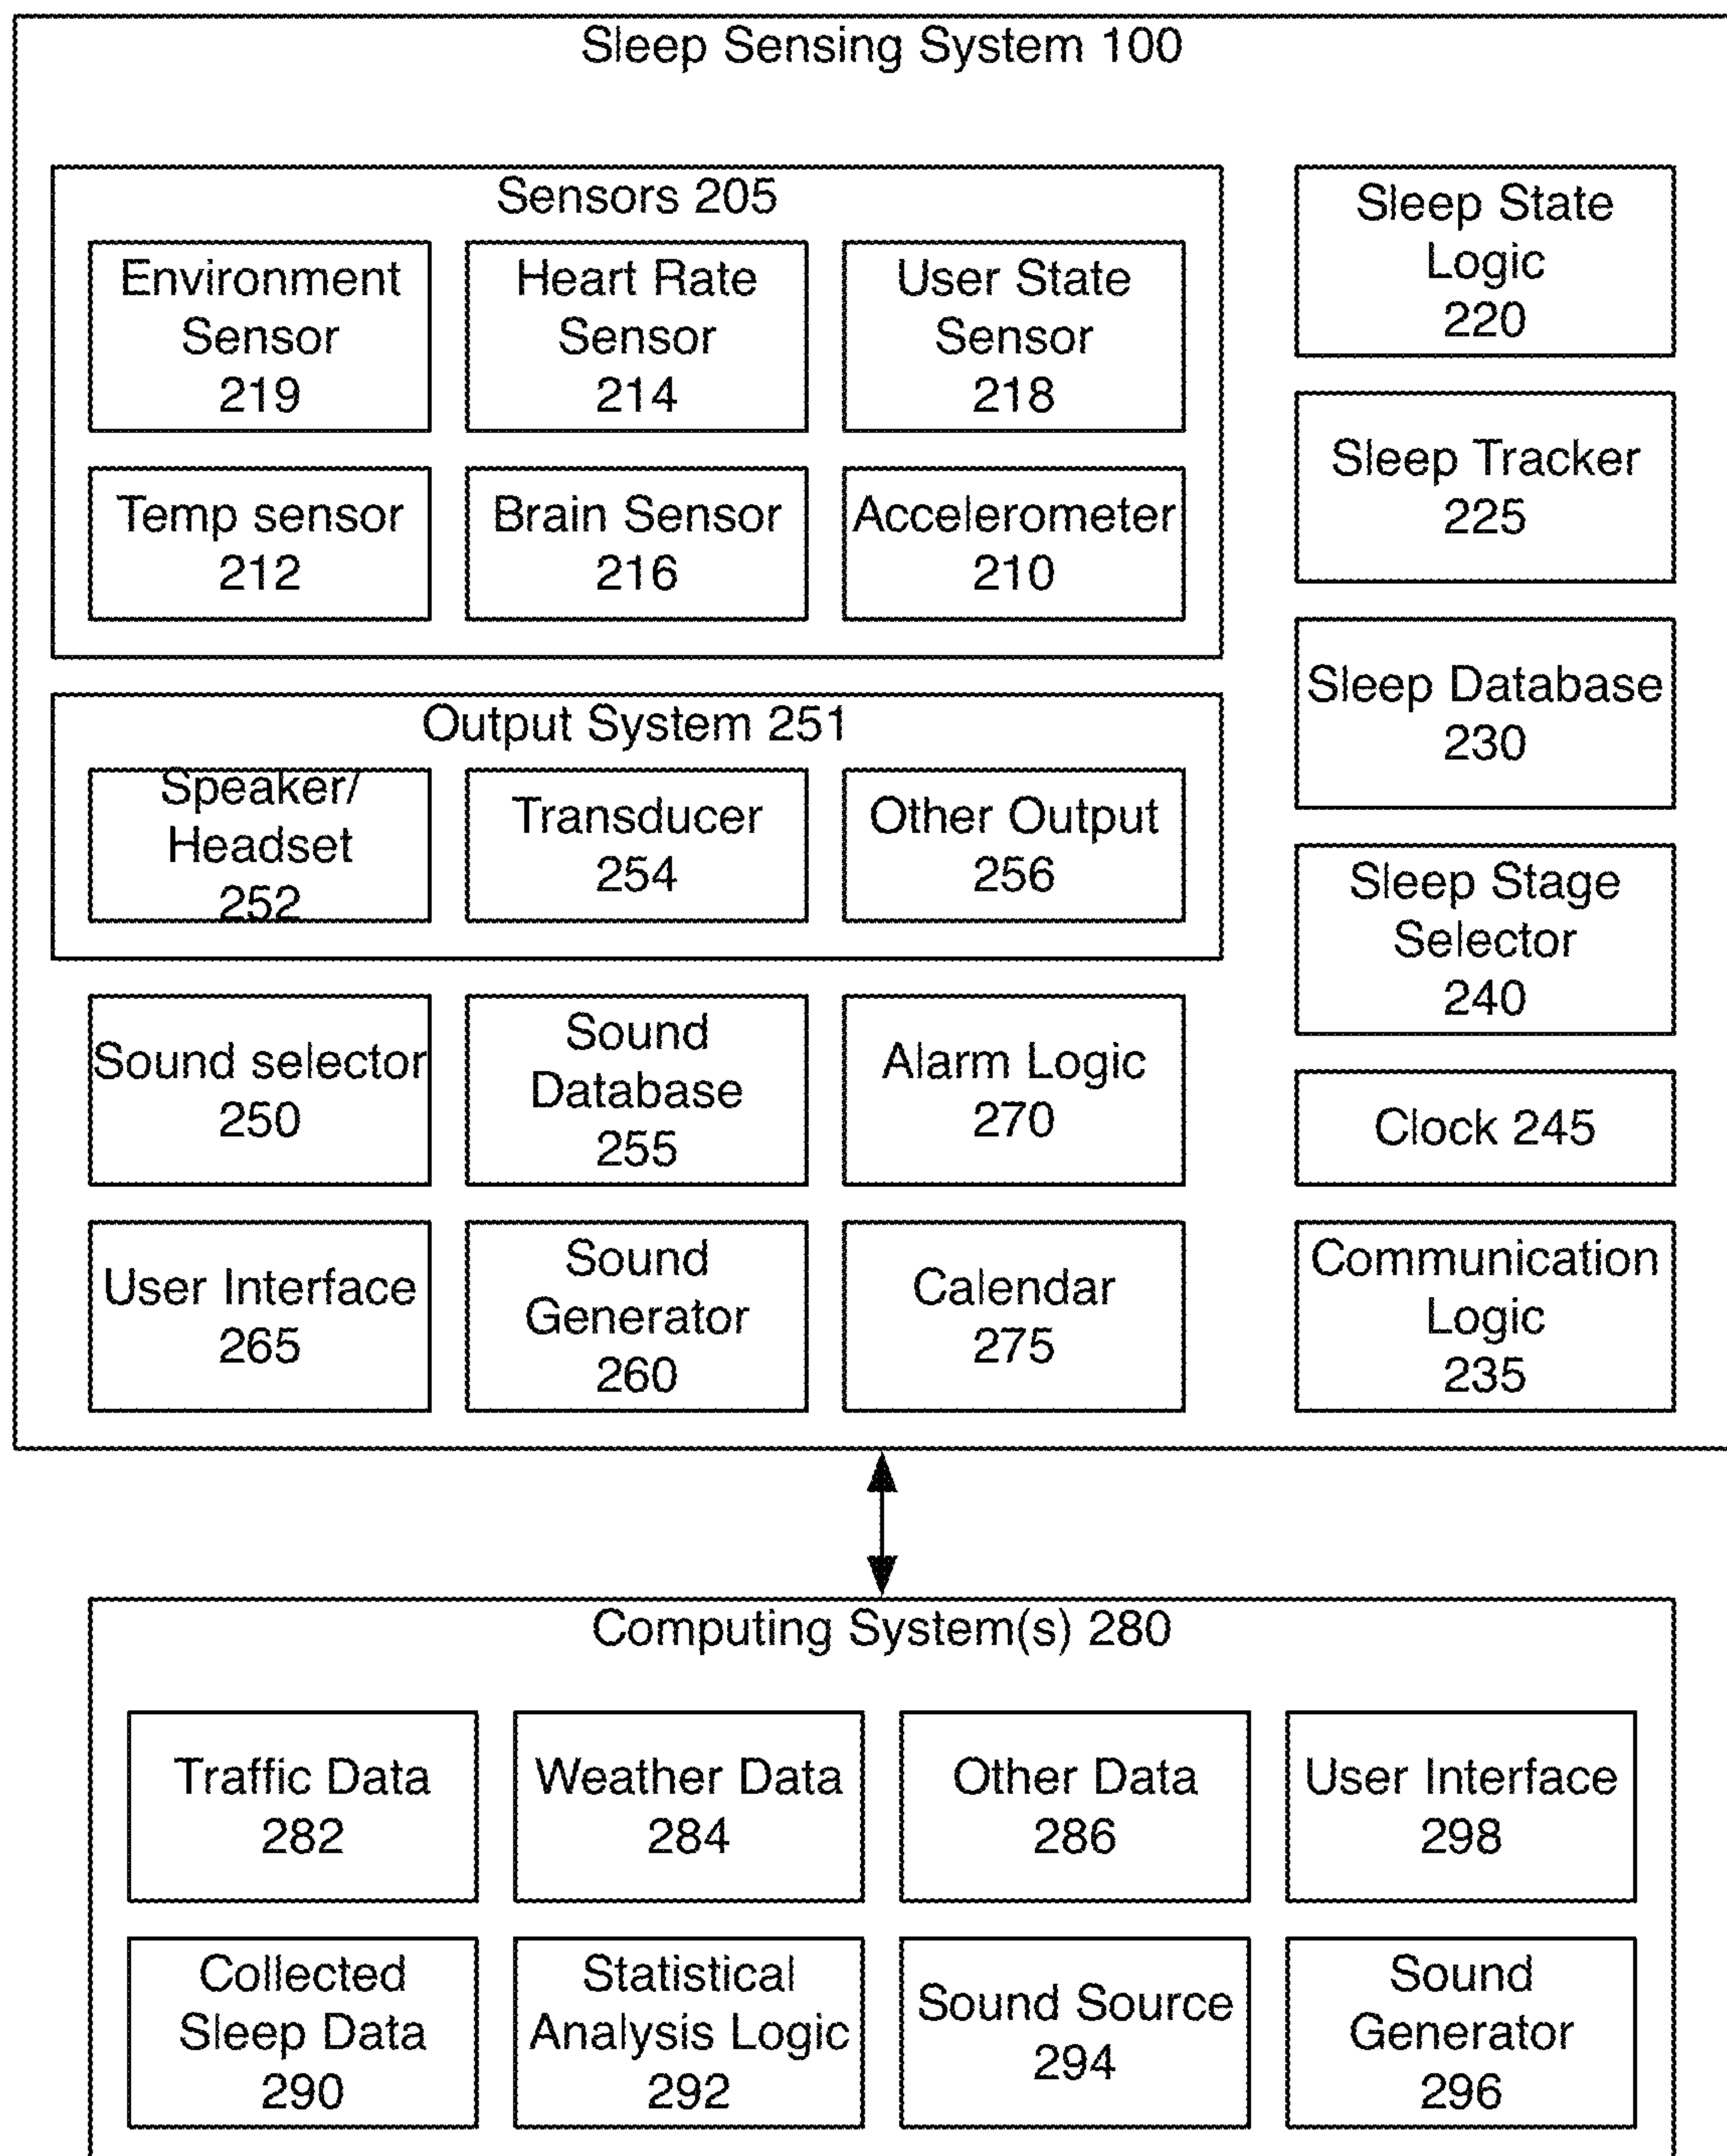 Sleep Sensing System 100
Sensors 205
Environment
Sensor
219
Heart Rate
Sensor
214
User State
Sensor
218
Temp sensor
212
Brain Sensor
216
Accelerometer
210
Output System 251
Speaker/
Headset
252
Transducer
254
Other Output
256
Sound selector
250
Sound
Database
255
Alarm Logic
270
User Interface
265
Sound
Generator
260
Calendar
275
Sleep State
Logic
220
Sleep Tracker
225
Sleep Database
230
Sleep Stage
Selector
240
Clock 245
Communication
Logic
235
Computing System(s) 280
Traffic Data
282
Weather Data
284
Other Data
286
User Interface
298
Collected
Sleep Data
290
Statistical
Analysis Logic
292
Sound Source
294
Sound
Generator
296